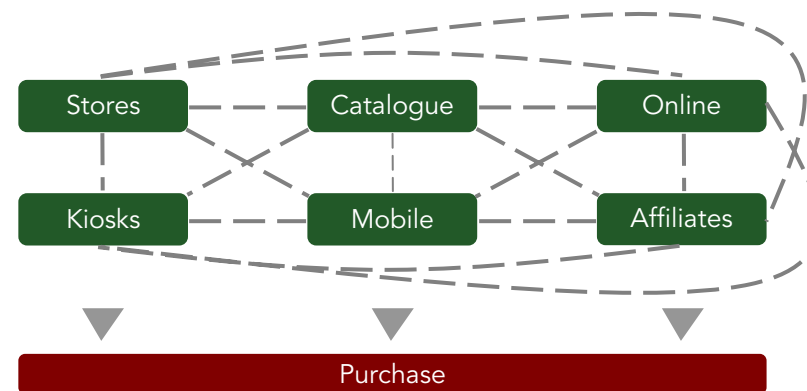 Stores
Catalogue
Online
Kiosks
Mobile
Affiliates
Purchase